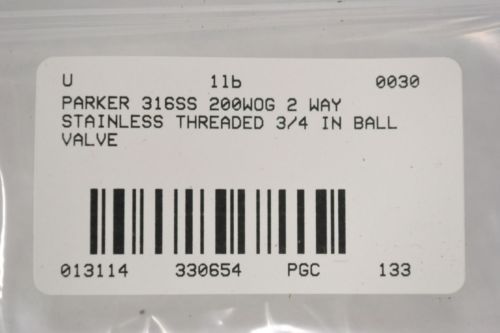 U 1lb 0030
PARKER 316SS 200WOG 2 WAY
STAINLESS THREADED 3/4 IN BALL
VALVE
013114 330654 PGC 133